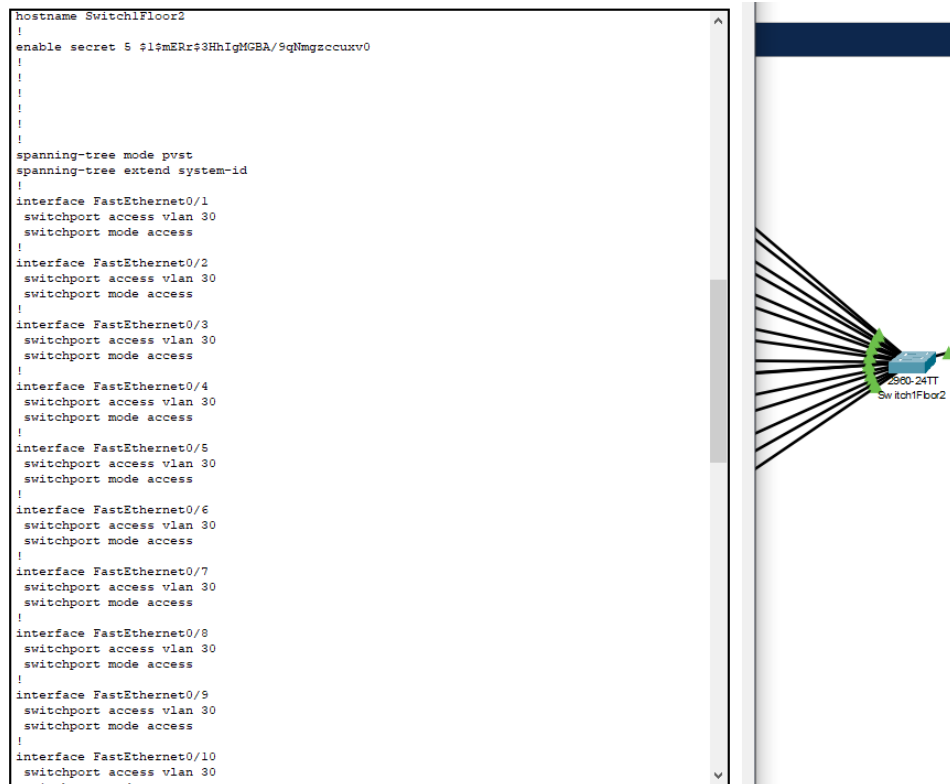 hostname Switch1Floor2
!
enable secret 5 $1$mERr$3HhIgMGBA/9qNmgzccuxv0
!
!
!
!
!
!
spanning-tree mode pvst
spanning-tree extend system-id
!
interface FastEthernet0/1
switchport access vlan 30
switchport mode access
!
interface FastEthernet0/2
switchport access vlan 30
switchport mode access
!
interface FastEthernet0/3
switchport access vlan 30
switchport mode access
!
interface FastEthernet0/4
switchport access vlan 30
switchport mode access
!
interface FastEthernet0/5
switchport access vlan 30
switchport mode access
!
interface FastEthernet0/6
switchport access vlan 30
switchport mode access
!
interface FastEthernet0/7
switchport access vlan 30
switchport mode access
!
interface FastEthernet0/8
switchport access vlan 30
switchport mode access
!
interface FastEthernet0/9
switchport access vlan 30
switchport mode access
!
interface FastEthernet0/10
switchport access vlan 30
2960-24TT
Switch1Floor2